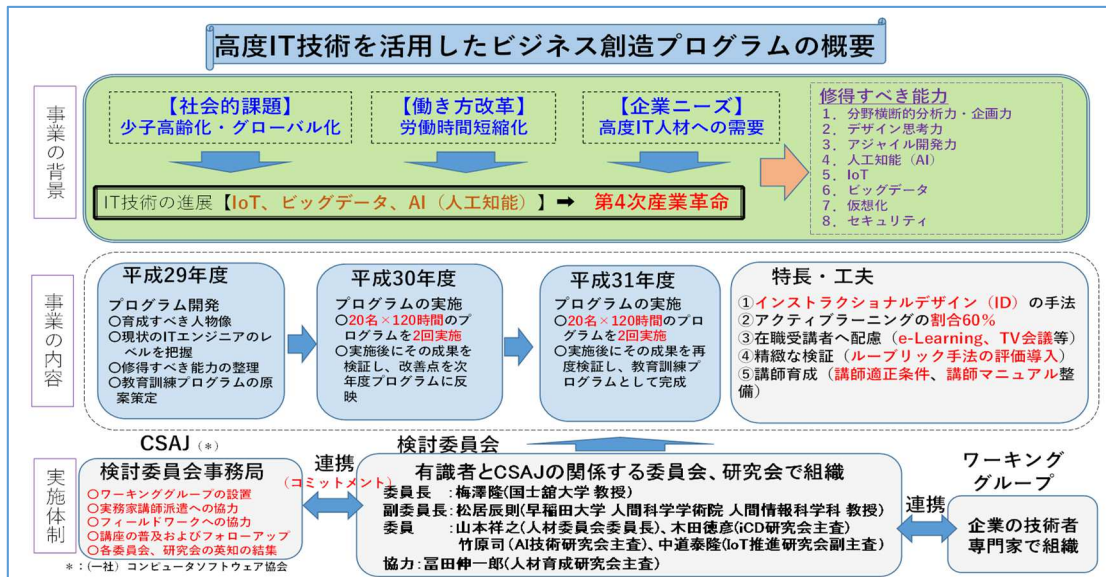 高度IT技術を活用したビジネス創造プログラムの概要
事業の背景
【社会的課題】
少子高齢化・グローバル化
【働き方改革】
労働時間短縮化
【企業ニーズ】
高度IT人材への需要
IT技術の進展【IoT、ビッグデータ、AI（人工知能）】➡ 第4次産業革命
修得すべき能力
1．分野横断的分析力・企画力
2．デザイン思考力
3．アジャイル開発力
4．人工知能（AI）
5．IoT
6．ビッグデータ
7．仮想化
8．セキュリティ
事業の内容
平成29年度
プログラム開発
〇育成すべき人物像
〇現状のITエンジニアのレ
ベルを把握
〇修得すべき能力の整理
〇教育訓練プログラムの原
案策定
平成30年度
プログラムの実施
〇20名×120時間のプ
ログラムを2回実施
〇実施後にその成果を
検証し、改善点を次
年度プログラムに反
映
平成31年度
プログラムの実施
〇20名×120時間のプロ
グラムを2回実施
〇実施後にその成果を再
度検証し、教育訓練プ
ログラムとして完成
特長・工夫
①インストラクショナルデザイン（ID）の手法
②アクティブラーニングの割合60％
③在職受講者へ配慮（e-Learning、TV会議等）
④精緻な検証（ルーブリック手法の評価導入）
⑤講師育成（講師適正条件、講師マニュアル整
備）
実施体制
CSAJ（*）
検討委員会事務局
〇ワーキンググループの設置
〇実務家講師派遣への協力
〇フィールドワークへの協力
〇講座の普及およびフォローアップ
〇各委員会、研究会の英知の結集
*：(一社）コンピュータソフトウェア協会
連携
（コミットメント）
検討委員会
有識者とCSAJの関係する委員会、研究会で組織
委員長　：梅澤隆(国士舘大学 教授)
副委員長：松居辰則(早稲田大学 人間科学学術院 人間情報科学科 教授)
委員　　：山本祥之(人材委員会委員長)、木田徳彦(iCD研究会主査)
竹原司(AI技術研究会主査)、中道泰隆(IoT推進研究会副主査)
協力：冨田伸一郎(人材育成研究会主査)
連携
ワーキング
グループ
企業の技術者
専門家で組織